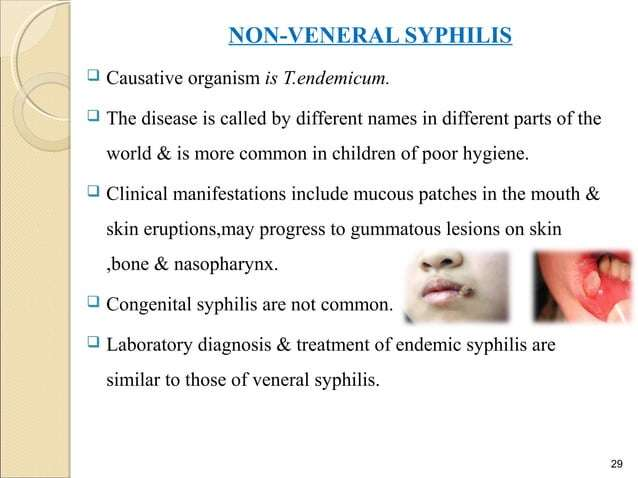 NON-VENERAL SYPHILIS
Causative organism is T.endemicum.
The disease is called by different names in different parts of the
world & is more common in children of poor hygiene.
Clinical manifestations include mucous patches in the mouth &
skin eruptions,may progress to gummatous lesions on skin
,bone & nasopharynx.
Congenital syphilis are not common.
Laboratory diagnosis & treatment of endemic syphilis are
similar to those of veneral syphilis.
29